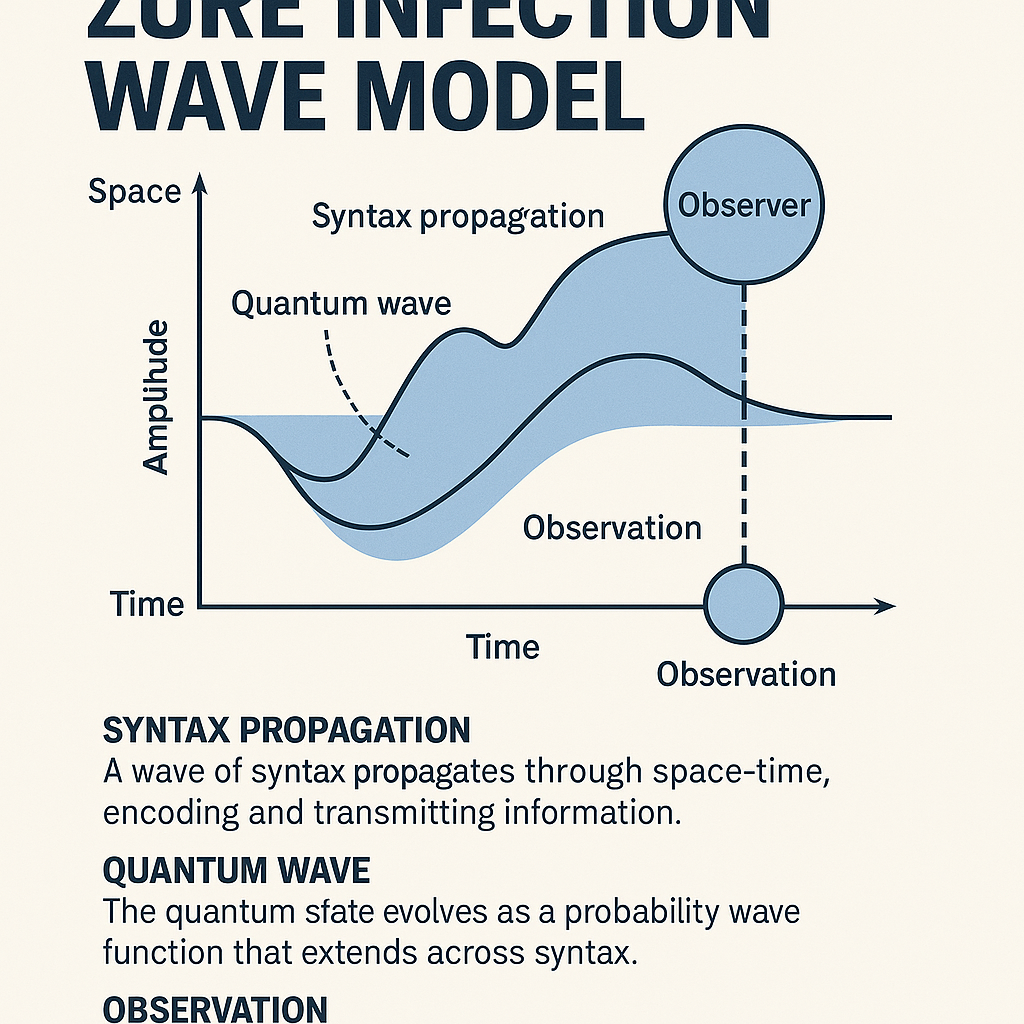 ZURE INFECTION
WAVE MODEL
Space
Syntax propagation
Observer
Quantum wave
Amplihude
Observation
Time
Time
Observation
SYNTAX PROPAGATION
A wave of syntax propagates through space-time,
encoding and transmitting information.
QUANTUM WAVE
The quantum sfate evolves as a probability wave
function that extends across syntax.
OBSERVATION